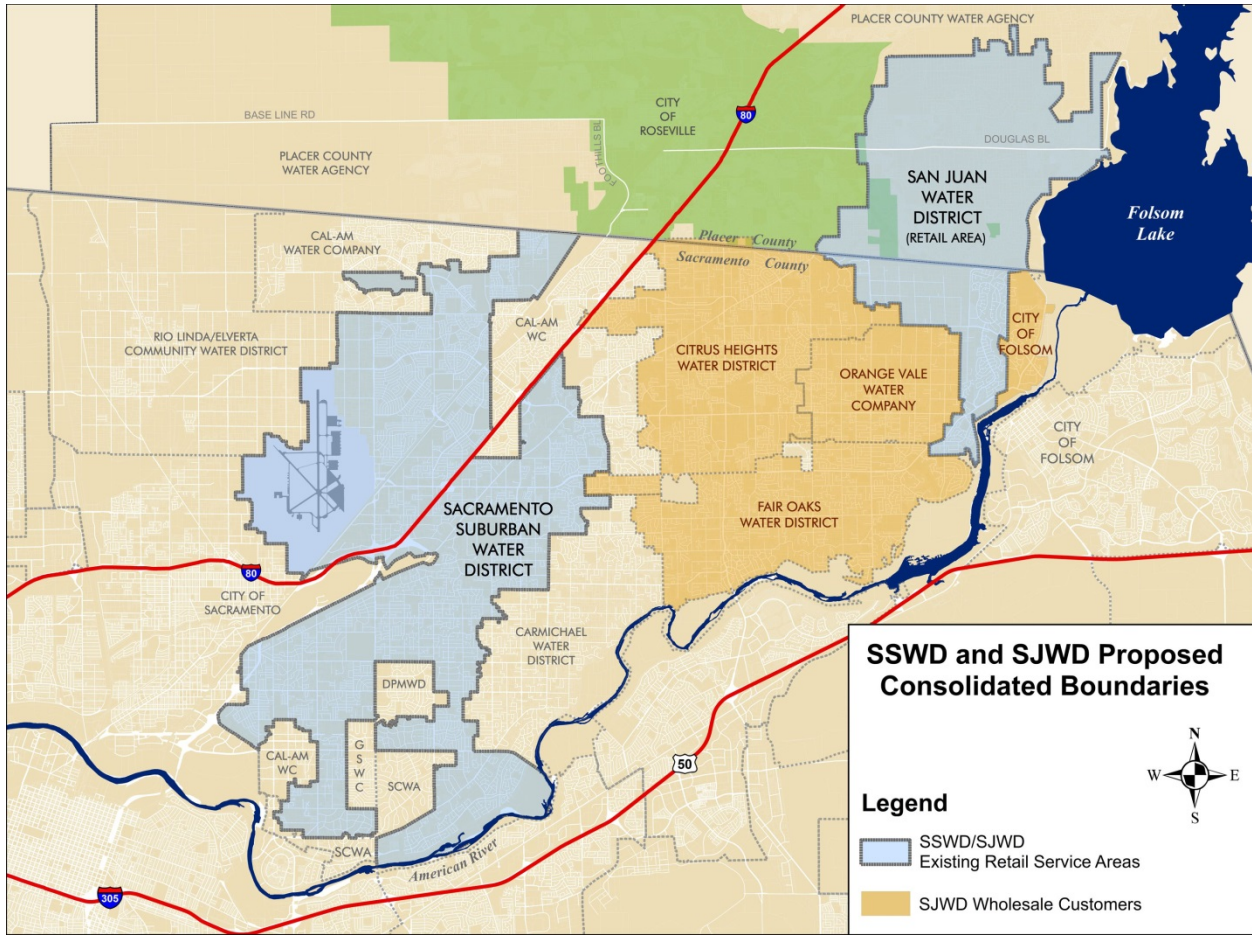 PLACER COUNTY WATER AGENCY
CITY
OF
ROSEVILLE
80
BASE LINE RD
FOOTHILLS BL
DOUGLAS BL
PLACER COUNTY
WATER AGENCY
SAN JUAN
WATER
DISTRICT
(RETAIL AREA)
Folsom
Lake
CAL-AM
WATER COMPANY
Placer County
Sacramento County
RIO LINDA/ELVERTA
COMMUNITY WATER DISTRICT
CAL-AM
WC
CITRUS HEIGHTS
WATER DISTRICT
ORANGE VALE
WATER
COMPANY
CITY
OF
FOLSOM
CITY
OF
FOLSOM
SACRAMENTO
SUBURBAN
WATER
DISTRICT
FAIR OAKS
WATER DISTRICT
80
CITY OF
SACRAMENTO
CARMICHAEL
WATER
DISTRICT
DPMWD
CAL-AM
WC
G
S
W
C
SCWA
SCWA
American River
50
305
SSWD and SJWD Proposed
Consolidated Boundaries
N
W E
S
Legend
SSWD/SJWD
Existing Retail Service Areas
SJWD Wholesale Customers